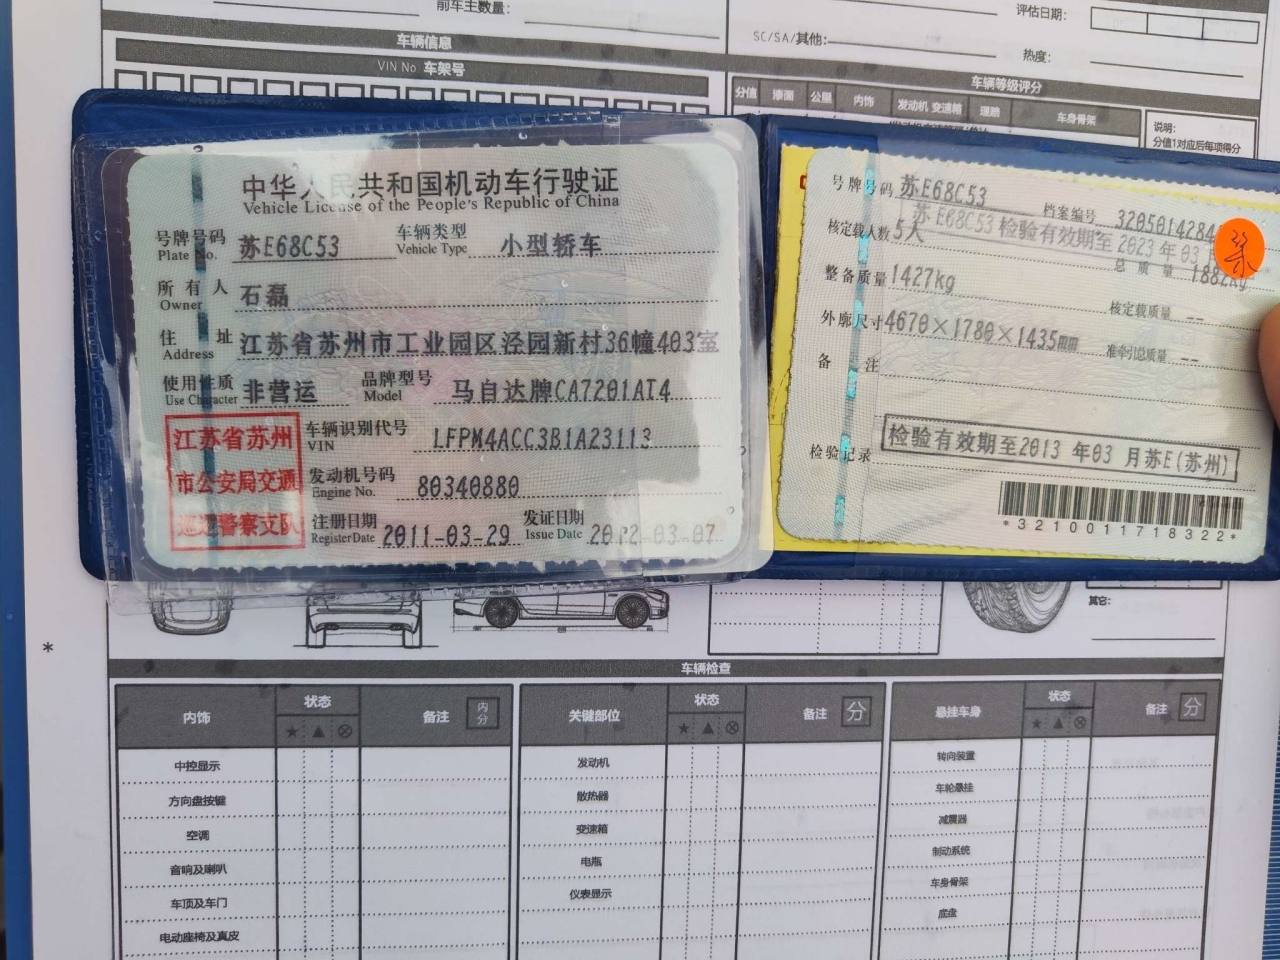 前车主数量:
评估日期:
SC/SA/其他:
热度:
车辆信息
VIN No 车架号
车辆等级评分
分值 漆面 公里 内饰 发动机 变速箱 理赔 车身骨架
说明:
分值1对应后每项得分
中华人民共和国机动车行驶证
Vehicle License of the People's Republic of China
号牌号码 苏E68C53 车辆类型 小型轿车
Plate No. Vehicle Type
所有人 石磊
Owner
住址 江苏省苏州市工业园区泾园新村36幢403室
Address
使用性质 非营运 品牌型号 马自达牌CA7201AT4
Use Character Model
江苏省苏州
市公安局交通
巡逻警察支队
车辆识别代号 LFPM4ACC3B1A23113
VIN
发动机号码 80340880
Engine No.
注册日期 2011-03-29 发证日期 2012-03-07
Register Date Issue Date
号牌号码 苏E68C53 档案编号 3205014284
苏E68C53 检验有效期至 2023 年 03 月
核定载人数 5人 总质量 1882kg
整备质量 1427kg 核定载质量 --
外廓尺寸 4670×1780×1435mm 准牵引总质量 --
备注
检验记录 检验有效期至2013 年03 月苏E(苏州)
*3210011718322*
其它:
*
车辆检查
内饰 状态 备注 内分
★ ▲ ⊗
中控显示
方向盘按键
空调
音响及喇叭
车顶及车门
电动座椅及真皮
关键部位 状态 备注 分
★ ▲ ⊗
发动机
散热器
变速箱
电瓶
仪表显示
悬挂车身 状态 备注 分
★ ▲ ⊗
转向装置
车轮悬挂
减震器
制动系统
车身骨架
底盘